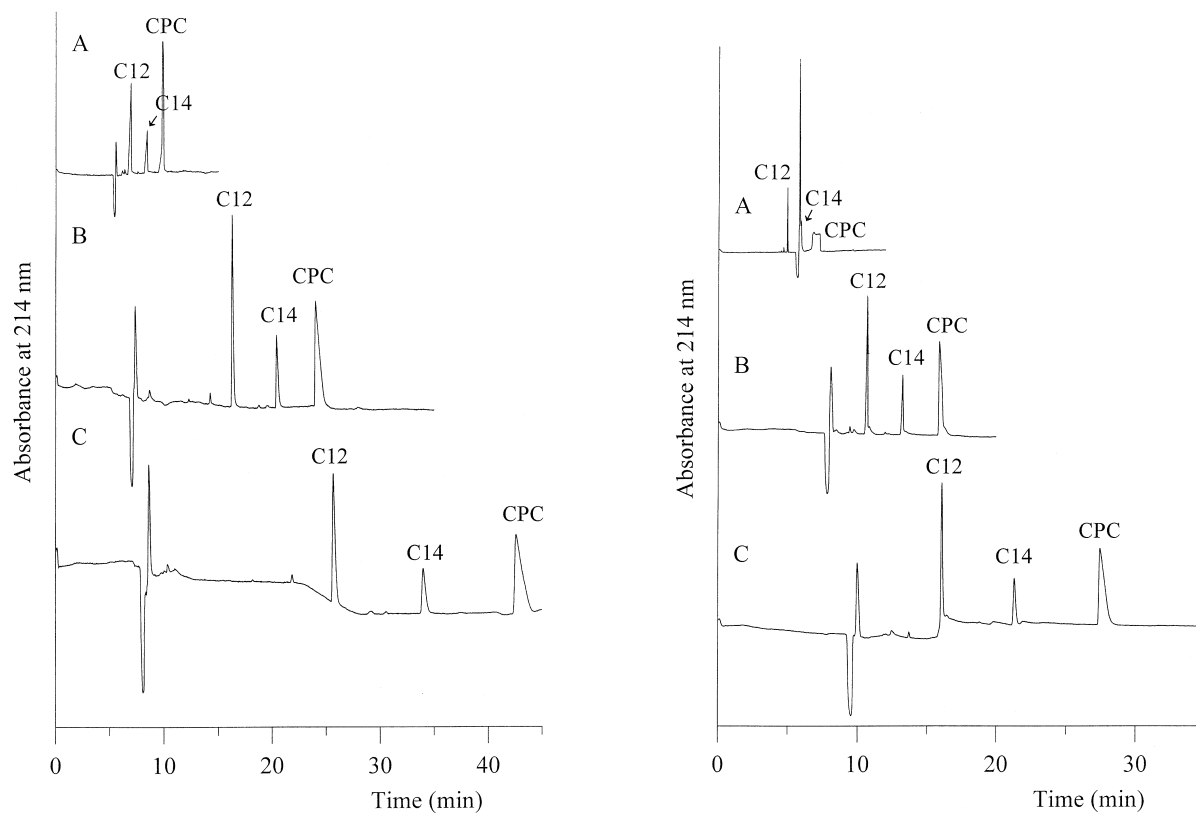 A
CPC
C12
C14
B
C12
C14
CPC
C
C12
C14
CPC
Absorbance at 214 nm
0 10 20 30 40
Time (min)
A
C12
C14
CPC
B
C12
C14
CPC
C
C12
C14
CPC
Absorbance at 214 nm
0 10 20 30
Time (min)